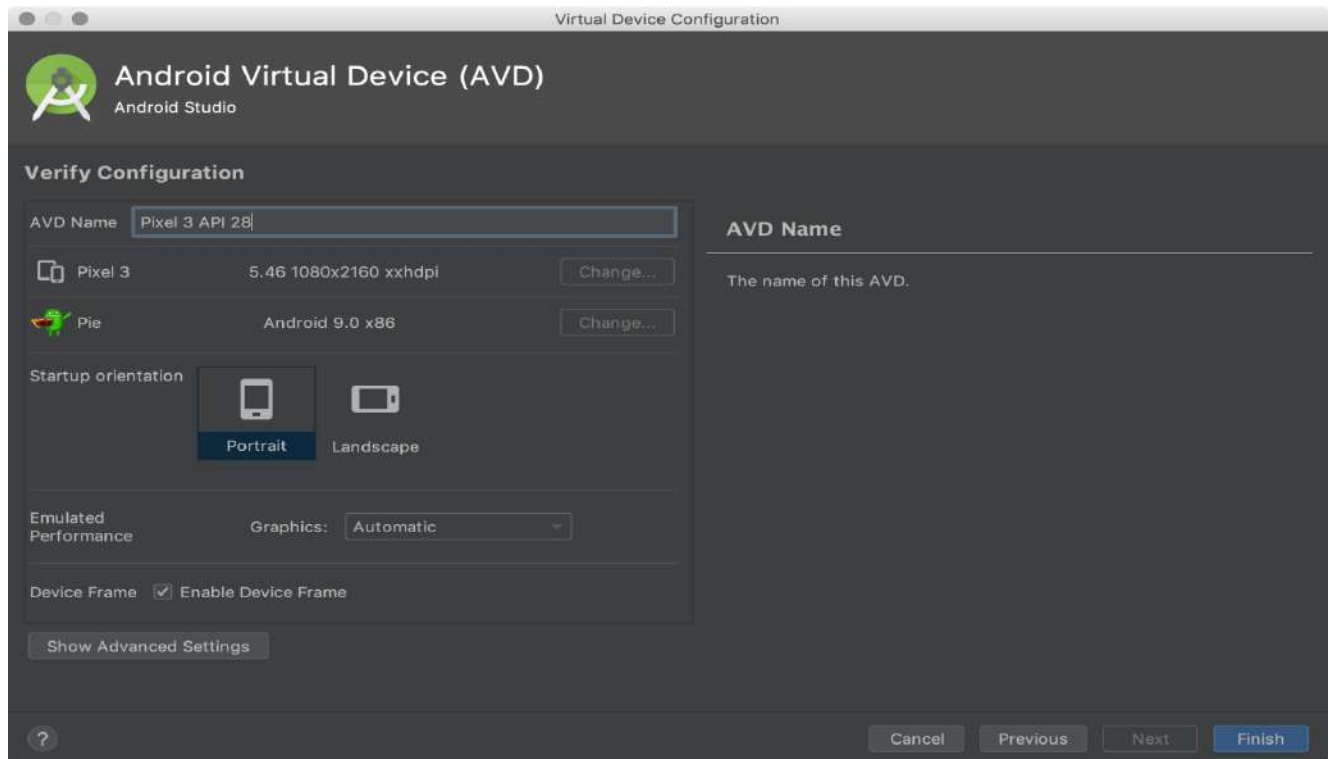 Virtual Device Configuration
Android Virtual Device (AVD)
Android Studio
Verify Configuration
AVD Name Pixel 3 API 28
Pixel 3 5.46 1080x2160 xxhdpi Change...
Pie Android 9.0 x86 Change...
Startup orientation
Portrait Landscape
Emulated
Performance
Graphics: Automatic
Device Frame Enable Device Frame
Show Advanced Settings
AVD Name
The name of this AVD.
? Cancel Previous Next Finish